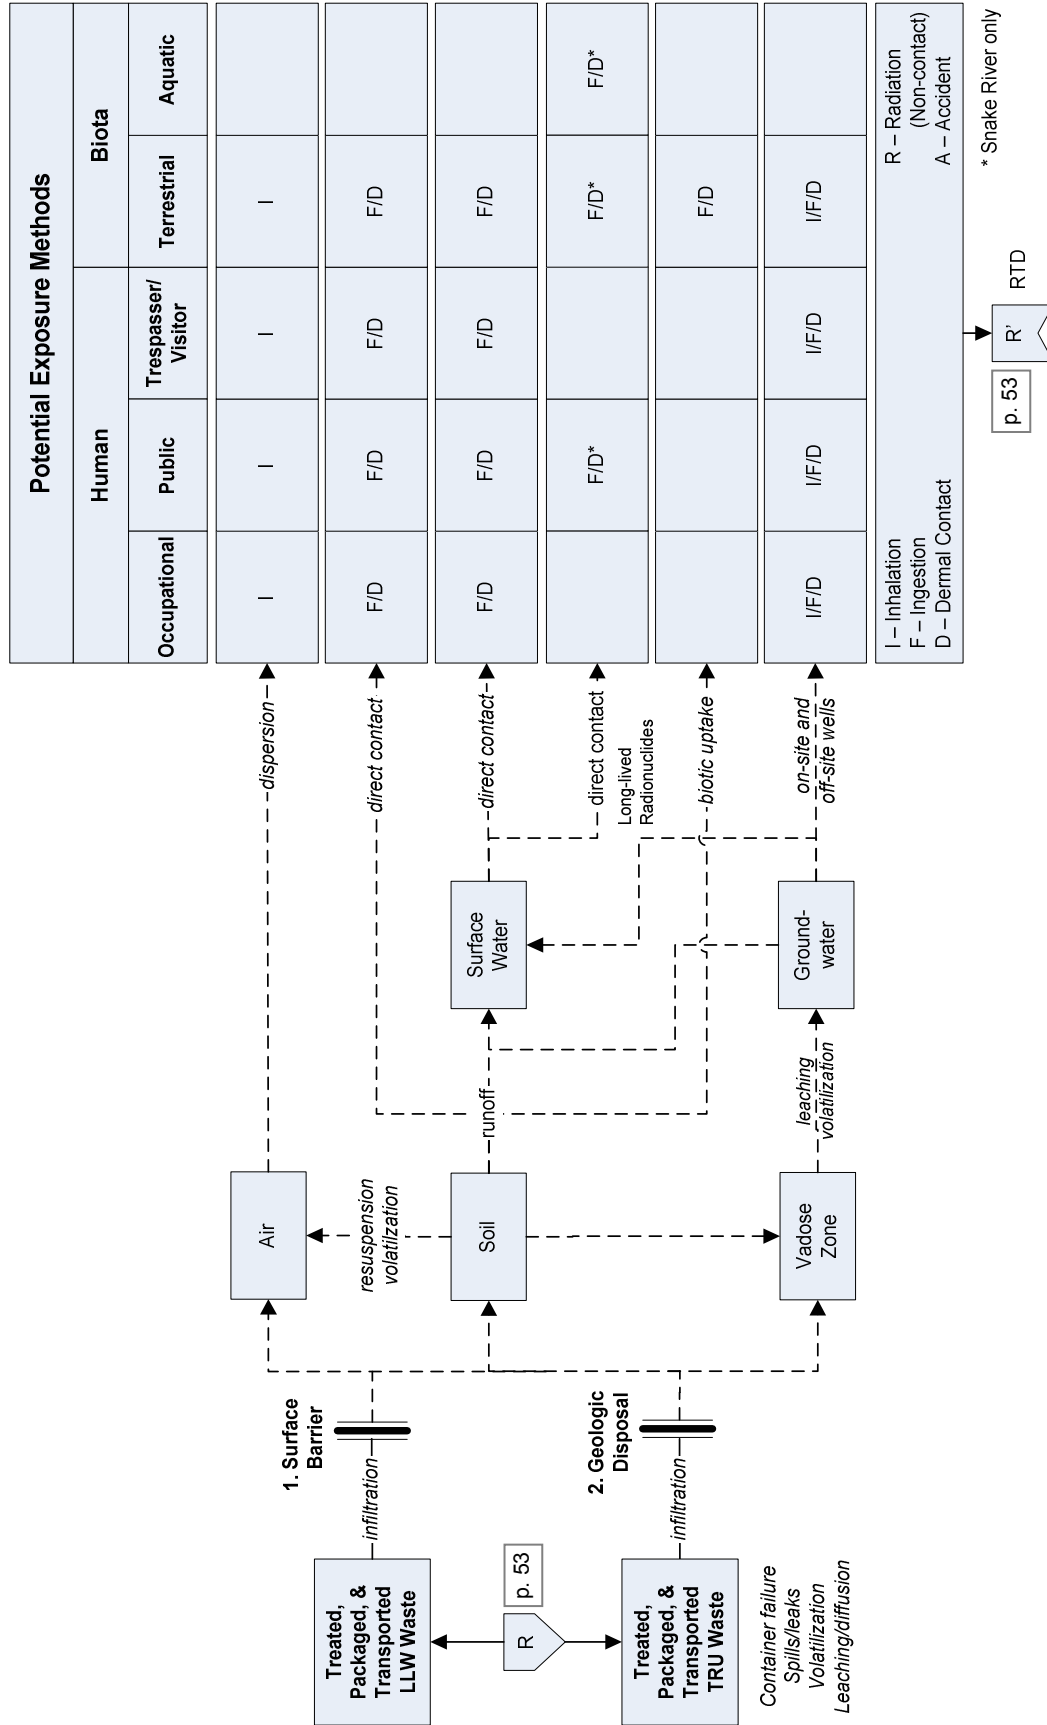 Potential Exposure Methods
Human
Biota
Occupational
Public
Trespasser/
Visitor
Terrestrial
Aquatic
I
I
I
I
F/D
F/D
F/D
F/D
F/D
F/D
F/D
F/D
F/D*
F/D*
F/D*
F/D
I/F/D
I/F/D
I/F/D
I/F/D
I – Inhalation
F – Ingestion
D – Dermal Contact
R – Radiation
(Non-contact)
A – Accident
* Snake River only
p. 53
R’
RTD
Treated,
Packaged, &
Transported
LLW Waste
infiltration
1. Surface
Barrier
R
p. 53
Treated,
Packaged, &
Transported
TRU Waste
infiltration
2. Geologic
Disposal
Container failure
Spills/leaks
Volatilization
Leaching/diffusion
Air
resuspension
volatilzation
Soil
Vadose
Zone
runoff
leaching
volatilization
Surface
Water
Ground-
water
dispersion
direct contact
direct contact
direct contact
Long-lived
Radionuclides
biotic uptake
on-site and
off-site wells